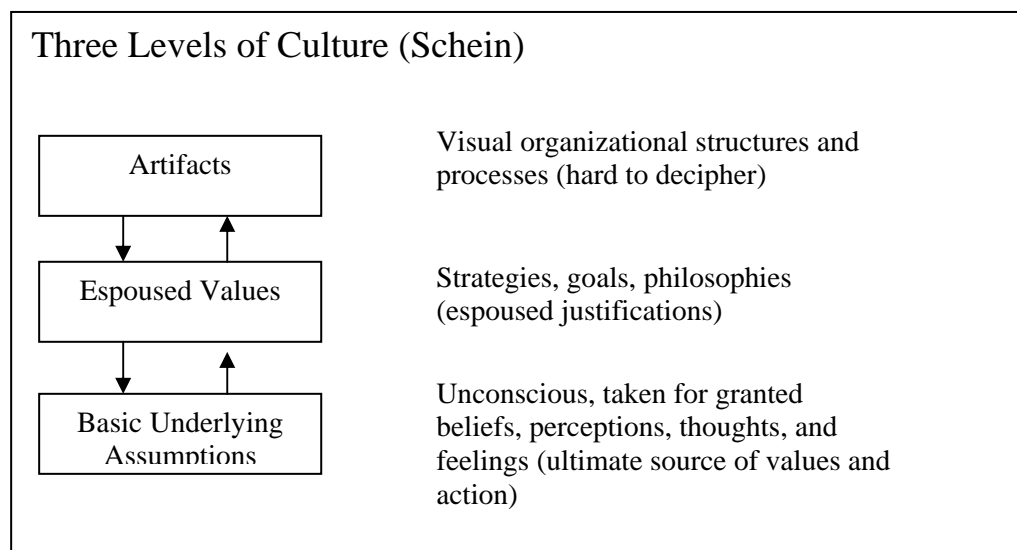 Three Levels of Culture (Schein)
Artifacts
Visual organizational structures and
processes (hard to decipher)
Espoused Values
Strategies, goals, philosophies
(espoused justifications)
Basic Underlying
Assumptions
Unconscious, taken for granted
beliefs, perceptions, thoughts, and
feelings (ultimate source of values and
action)